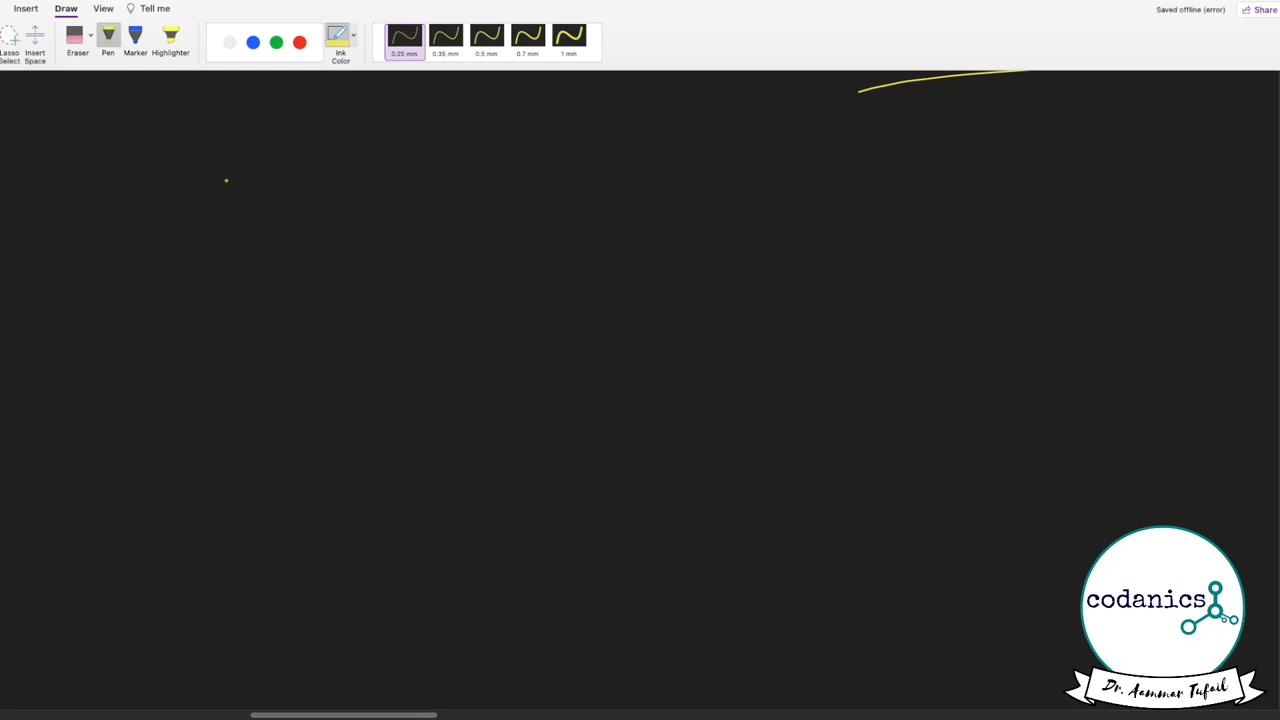 Insert Draw View Tell me
Saved offline (error) Share
Lasso Select
Insert Space
Eraser
Pen
Marker
Highlighter
Ink Color
0.25 mm 0.35 mm 0.5 mm 0.7 mm 1 mm
codanics
Dr. Aammar Tufail